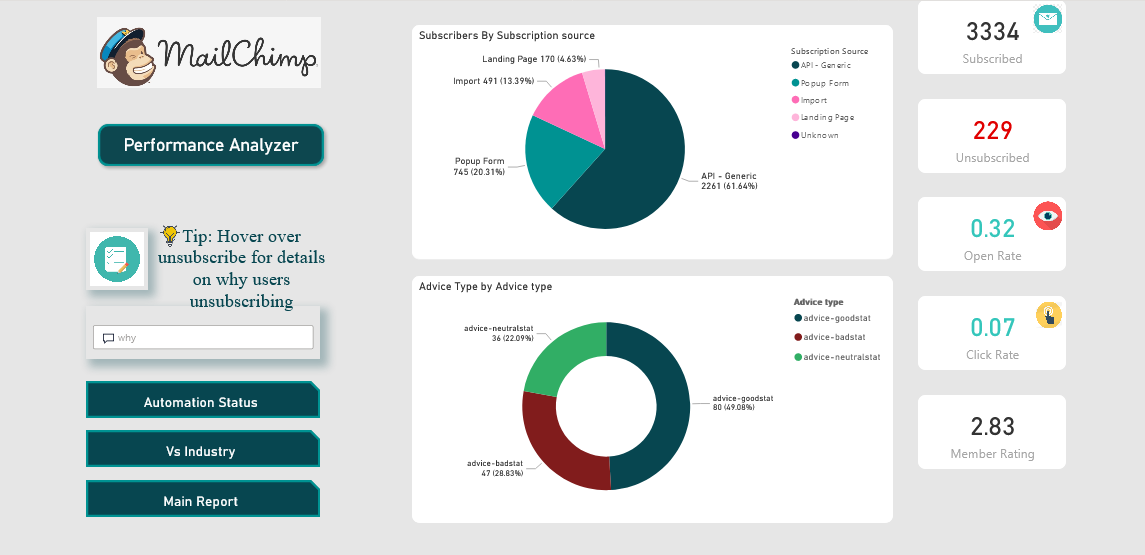 MailChimp
Performance Analyzer
Tip: Hover over
unsubscribe for details
on why users
unsubscribing
why
Automation Status
Vs Industry
Main Report
Subscribers By Subscription source
Landing Page 170 (4.63%)
Import 491 (13.39%)
Popup Form
745 (20.31%)
API - Generic
2261 (61.64%)
Subscription Source
API - Generic
Popup Form
Import
Landing Page
Unknown
Advice Type by Advice type
advice-neutralstat
36 (22.09%)
advice-goodstat
80 (49.08%)
advice-badstat
47 (28.83%)
Advice type
advice-goodstat
advice-badstat
advice-neutralstat
3334
Subscribed
229
Unsubscribed
0.32
Open Rate
0.07
Click Rate
2.83
Member Rating